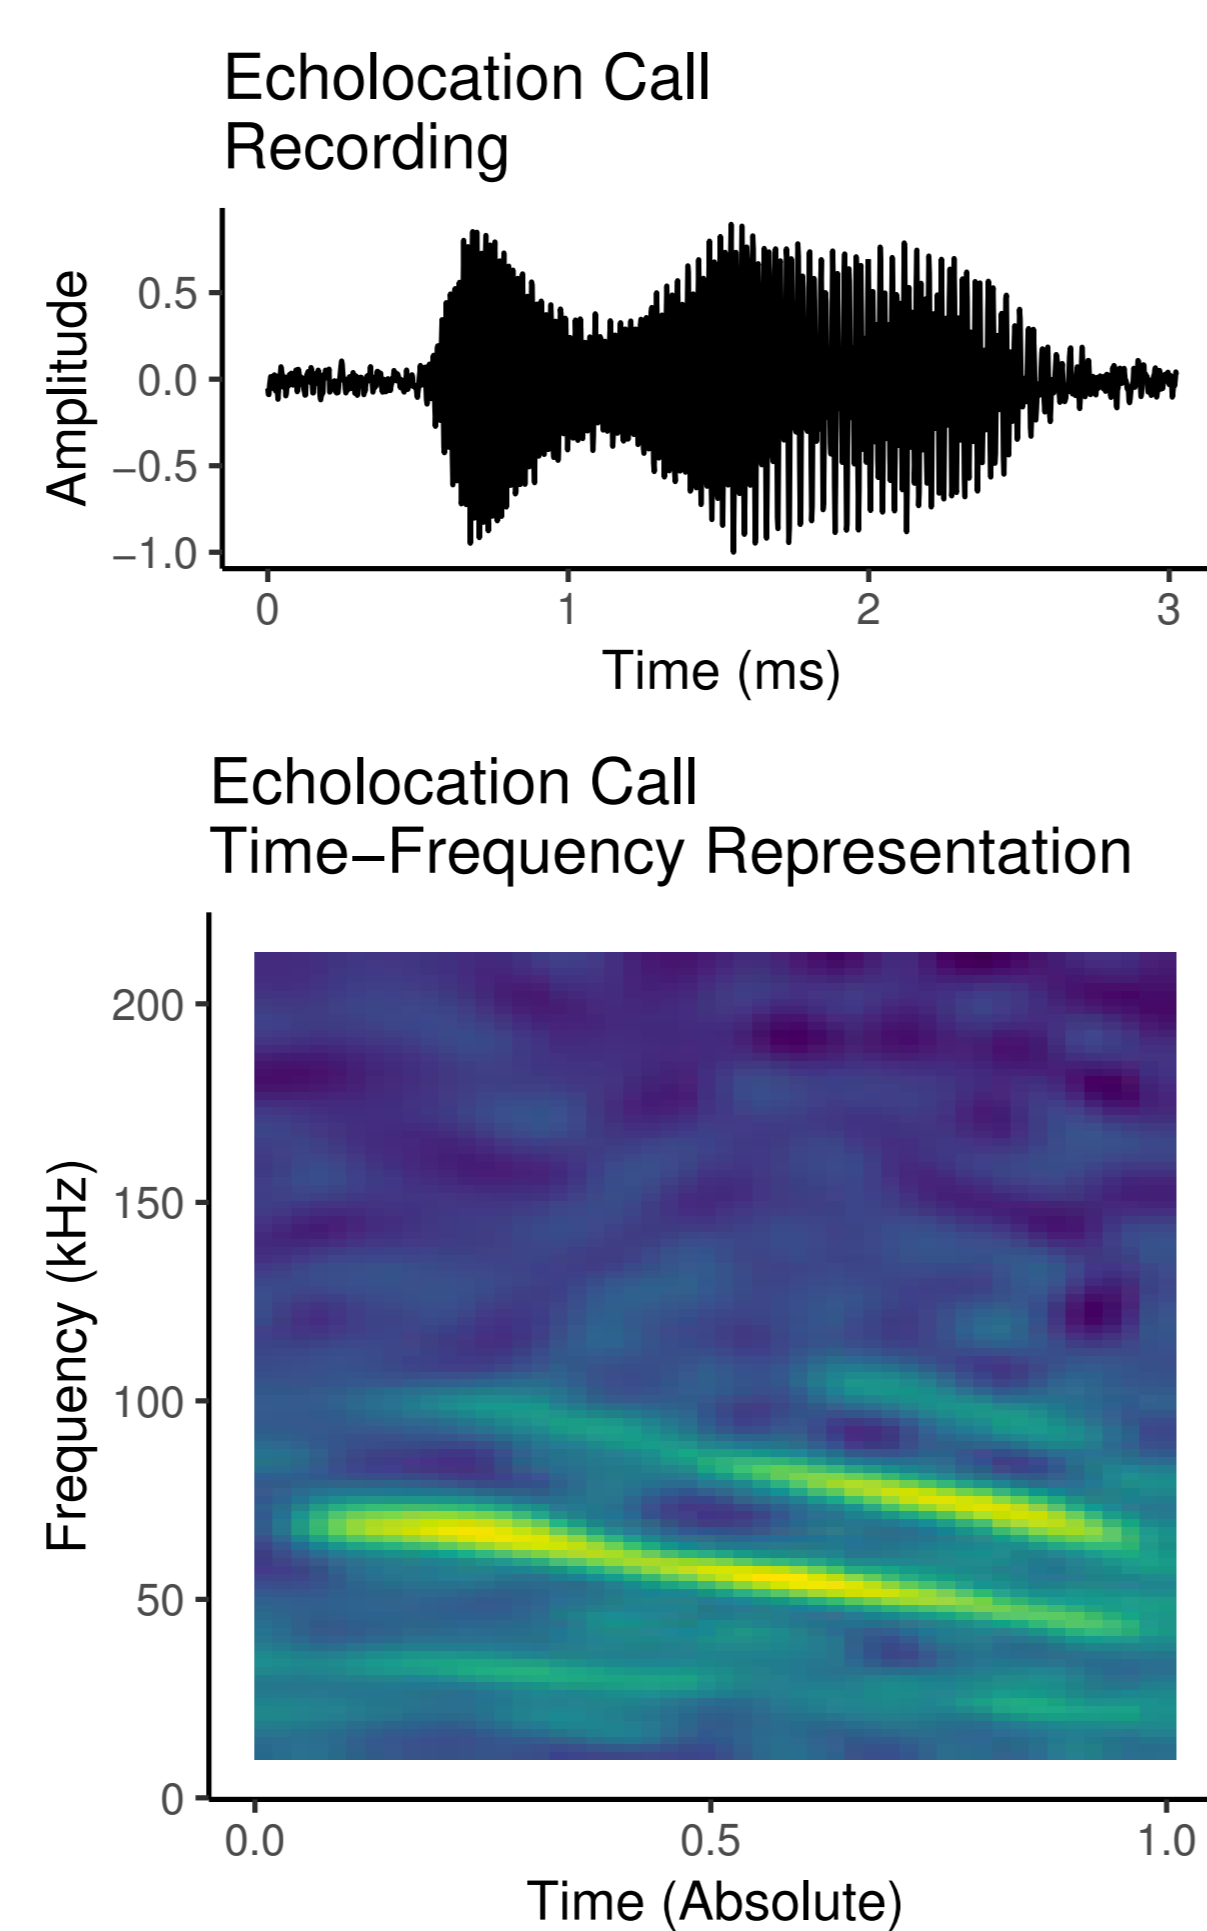 Echolocation Call
Recording
Amplitude
0.5
0.0
−0.5
−1.0
0 1 2 3
Time (ms)
Echolocation Call
Time−Frequency Representation
Frequency (kHz)
200
150
100
50
0
0.0 0.5 1.0
Time (Absolute)